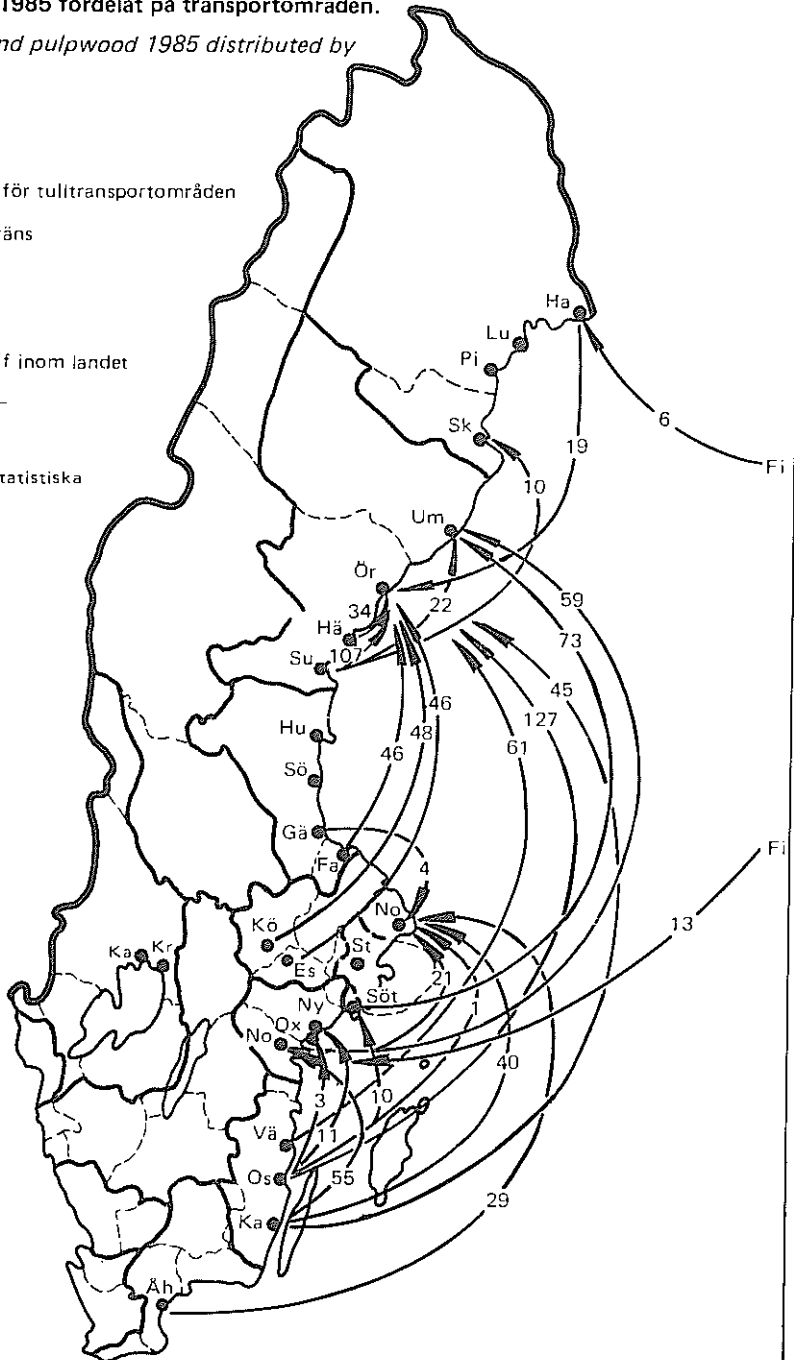 1985 fördelat på transportområden.
nd pulpwood 1985 distributed by
för tulltransportområden
räns
f inom landet
tatistiska
Ha
Lu
Pi
6
Sk
19
Fi
10
Um
Ör
59
34
22
Hä
73
Su
107
45
46
127
Hu
48
61
46
Sö
Gä
Fa
Fi
4
No
13
Kö
Ka
Kr
St
Es
21
Söt
Ny
1
Ox
No
40
3
10
Vä
11
Os
55
29
Ka
Åh